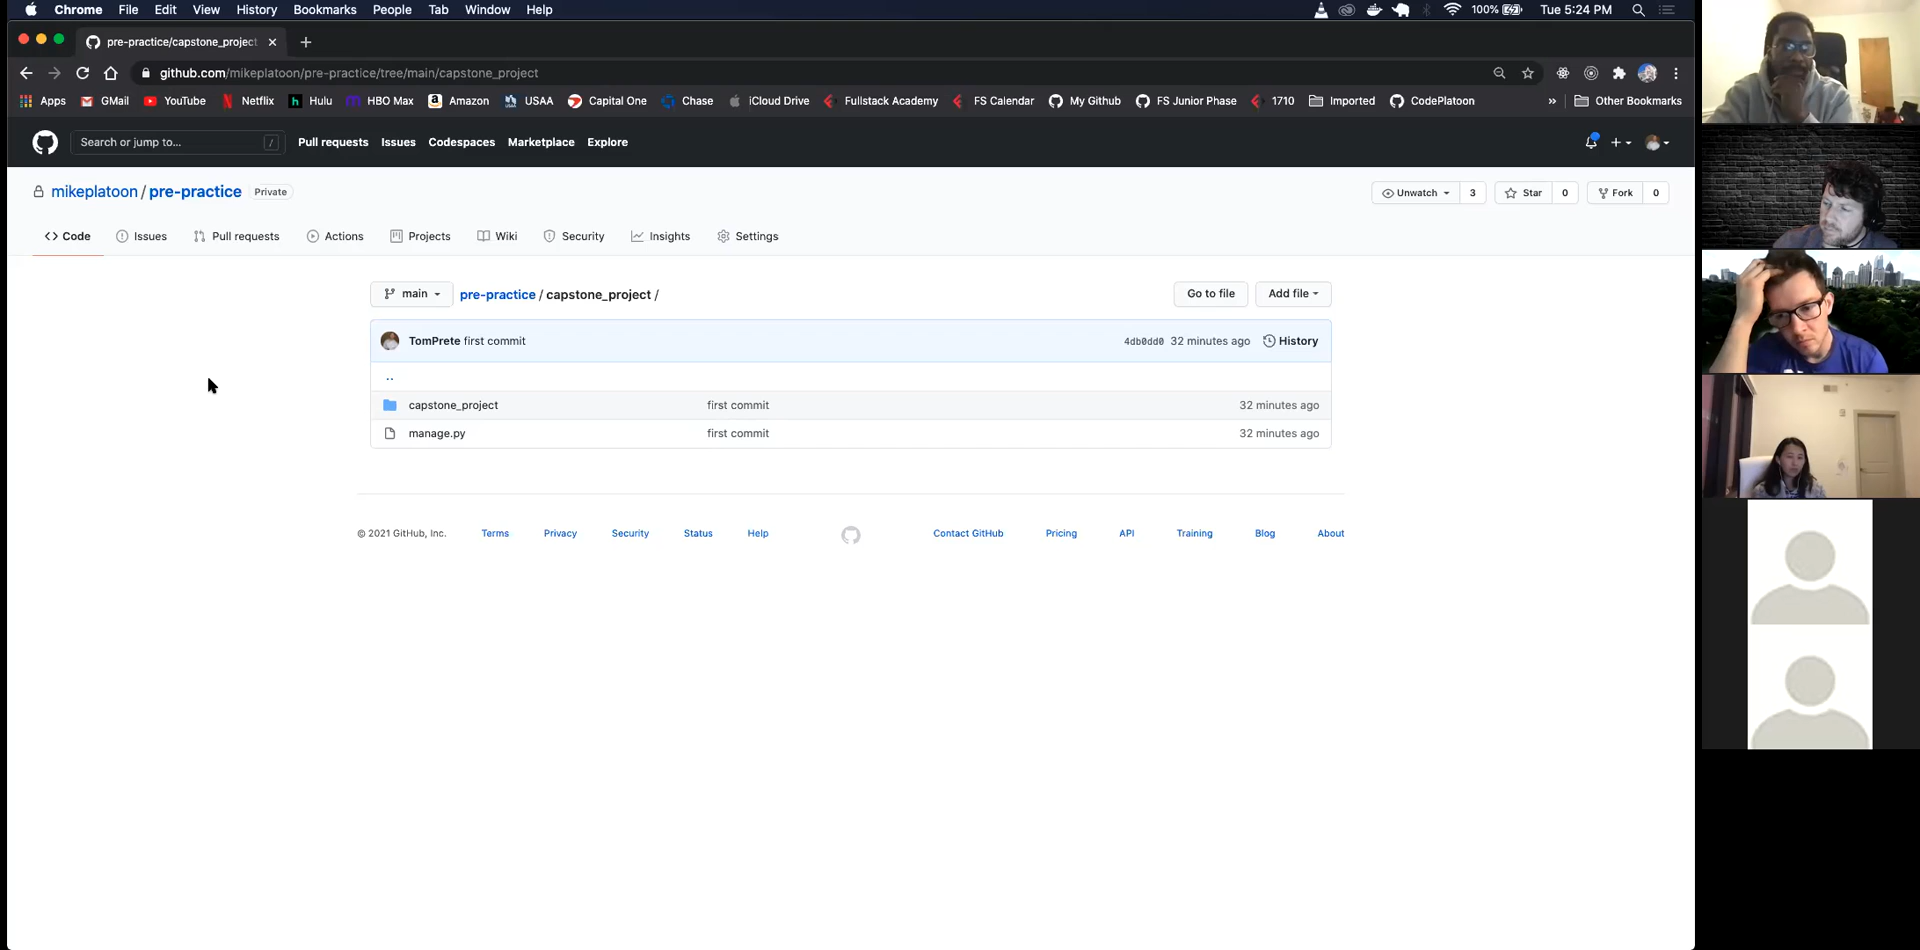 Chrome File Edit View History Bookmarks People Tab Window Help 100% Tue 5:24 PM
pre-practice/capstone_project
github.com/mikeplatoon/pre-practice/tree/main/capstone_project
Apps GMail YouTube Netflix Hulu HBO Max Amazon USAA Capital One Chase iCloud Drive Fullstack Academy FS Calendar My Github FS Junior Phase 1710 Imported CodePlatoon » Other Bookmarks
Search or jump to... / Pull requests Issues Codespaces Marketplace Explore
mikeplatoon / pre-practice Private Unwatch 3 Star 0 Fork 0
Code Issues Pull requests Actions Projects Wiki Security Insights Settings
main pre-practice / capstone_project / Go to file Add file
TomPrete first commit 4db0dd0 32 minutes ago History
..
capstone_project first commit 32 minutes ago
manage.py first commit 32 minutes ago
© 2021 GitHub, Inc. Terms Privacy Security Status Help Contact GitHub Pricing API Training Blog About